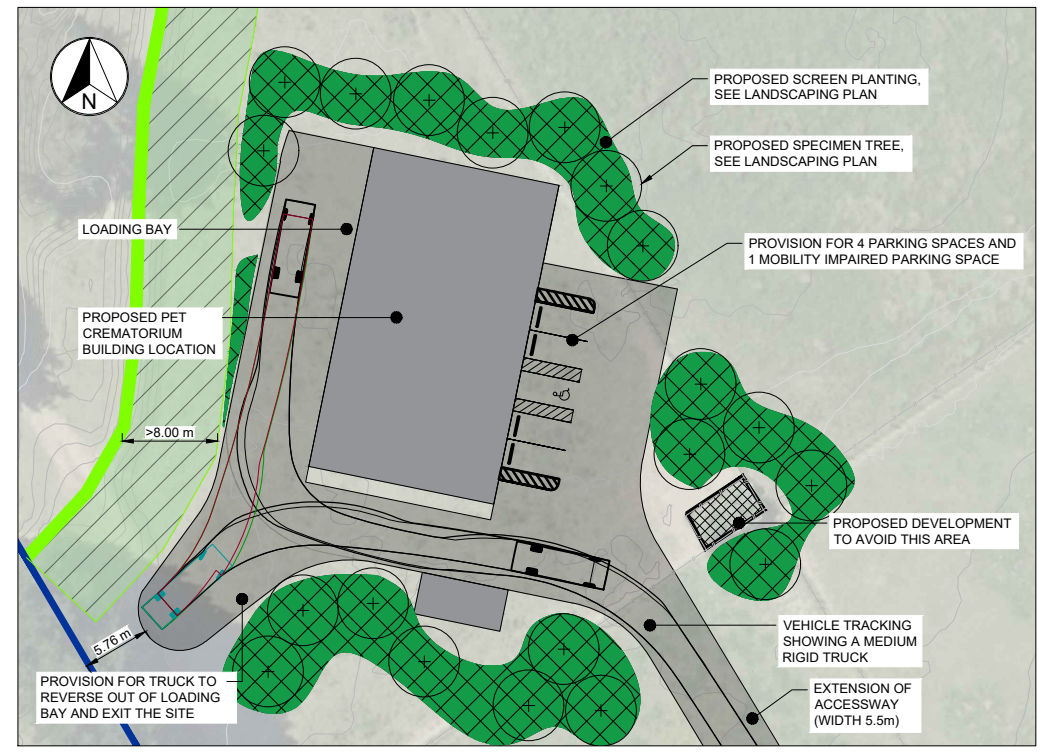 N
PROPOSED SCREEN PLANTING,
SEE LANDSCAPING PLAN
PROPOSED SPECIMEN TREE,
SEE LANDSCAPING PLAN
LOADING BAY
PROVISION FOR 4 PARKING SPACES AND
1 MOBILITY IMPAIRED PARKING SPACE
PROPOSED PET
CREMATORIUM
BUILDING LOCATION
>8.00 m
PROPOSED DEVELOPMENT
TO AVOID THIS AREA
5.76 m
VEHICLE TRACKING
SHOWING A MEDIUM
RIGID TRUCK
PROVISION FOR TRUCK TO
REVERSE OUT OF LOADING
BAY AND EXIT THE SITE
EXTENSION OF
ACCESSWAY
(WIDTH 5.5m)